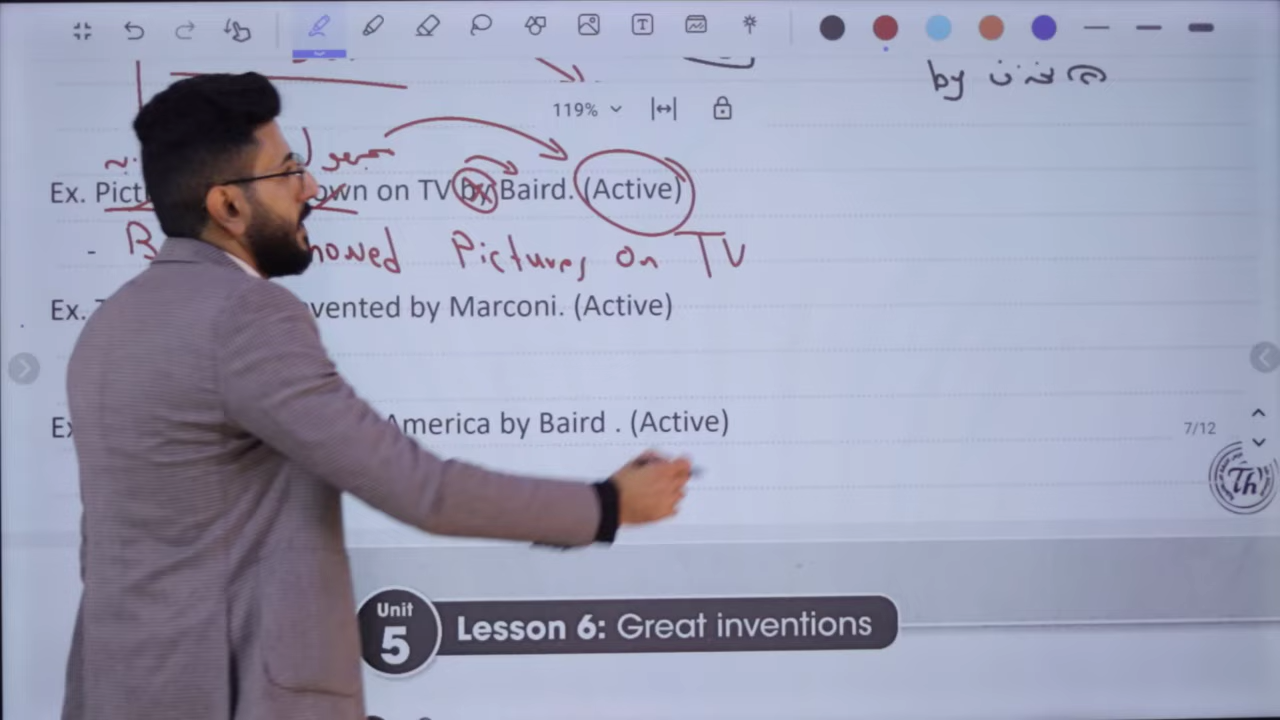 119%
by
Ex. Pict own on TV by Baird. (Active)
howed Pictures on TV
Ex. vented by Marconi. (Active)
Ex America by Baird . (Active)
7/12
Th
Unit 5
Lesson 6: Great inventions